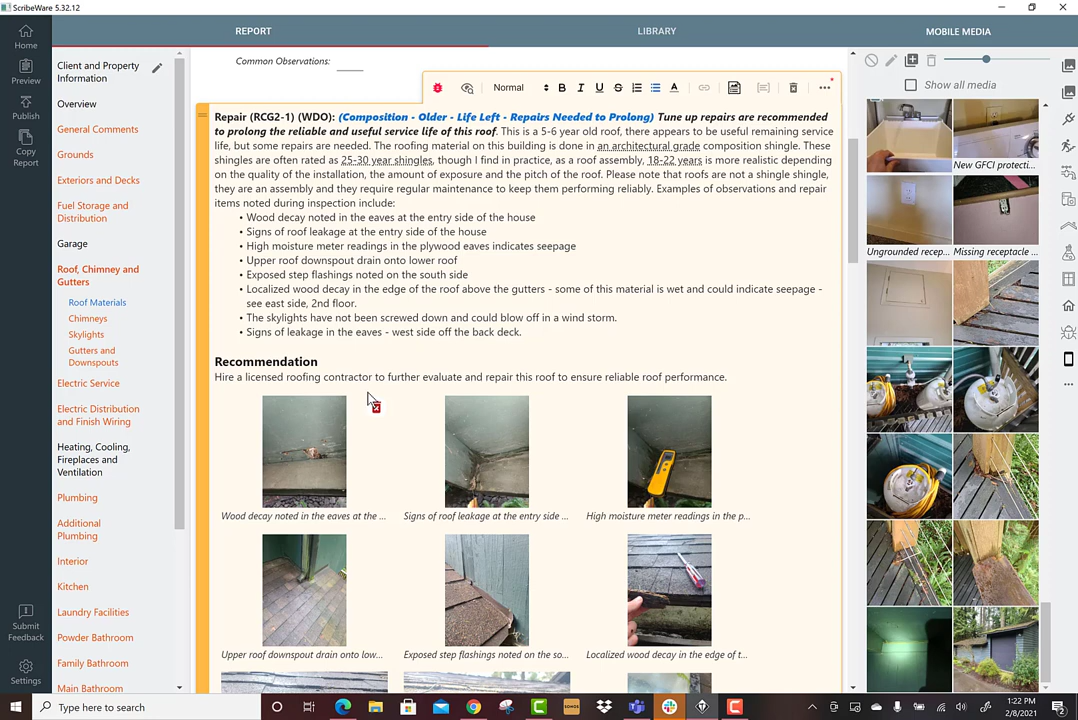 ScribeWare 5.32.12
REPORT
LIBRARY
MOBILE MEDIA
Home
Preview
Publish
Copy
Report
Submit
Feedback
Settings
Client and Property
Information
Overview
General Comments
Grounds
Exteriors and Decks
Fuel Storage and
Distribution
Garage
Roof, Chimney and
Gutters
Roof Materials
Chimneys
Skylights
Gutters and
Downspouts
Electric Service
Electric Distribution
and Finish Wiring
Heating, Cooling,
Fireplaces and
Ventilation
Plumbing
Additional
Plumbing
Interior
Kitchen
Laundry Facilities
Powder Bathroom
Family Bathroom
Main Bathroom
Common Observations:
Normal
B I U S A
Repair (RCG2-1) (WDO): (Composition - Older - Life Left - Repairs Needed to Prolong) Tune up repairs are recommended
to prolong the reliable and useful service life of this roof. This is a 5-6 year old roof, there appears to be useful remaining service
life, but some repairs are needed. The roofing material on this building is done in an architectural grade composition shingle. These
shingles are often rated as 25-30 year shingles, though I find in practice, as a roof assembly, 18-22 years is more realistic depending
on the quality of the installation, the amount of exposure and the pitch of the roof. Please note that roofs are not a shingle shingle,
they are an assembly and they require regular maintenance to keep them performing reliably. Examples of observations and repair
items noted during inspection include:
• Wood decay noted in the eaves at the entry side of the house
• Signs of roof leakage at the entry side of the house
• High moisture meter readings in the plywood eaves indicates seepage
• Upper roof downspout drain onto lower roof
• Exposed step flashings noted on the south side
• Localized wood decay in the edge of the roof above the gutters - some of this material is wet and could indicate seepage -
see east side, 2nd floor.
• The skylights have not been screwed down and could blow off in a wind storm.
• Signs of leakage in the eaves - west side off the back deck.
Recommendation
Hire a licensed roofing contractor to further evaluate and repair this roof to ensure reliable roof performance.
Wood decay noted in the eaves at the ...
Signs of roof leakage at the entry side ...
High moisture meter readings in the p...
Upper roof downspout drain onto low...
Exposed step flashings noted on the so...
Localized wood decay in the edge of t...
Show all media
New GFCI protecti...
Ungrounded recep...
Missing receptacle ...
Type here to search
SONOS
1:22 PM
2/8/2021
2